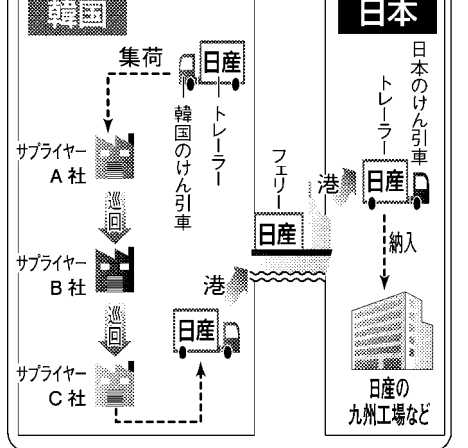 韓国
日本
集荷
日産
トレーラー
韓国のけん引車
サプライヤー
A社
巡回
サプライヤー
B社
巡回
サプライヤー
C社
日産
港
フェリー
日産
港
日本のけん引車
トレーラー
日産
納入
日産の
九州工場など